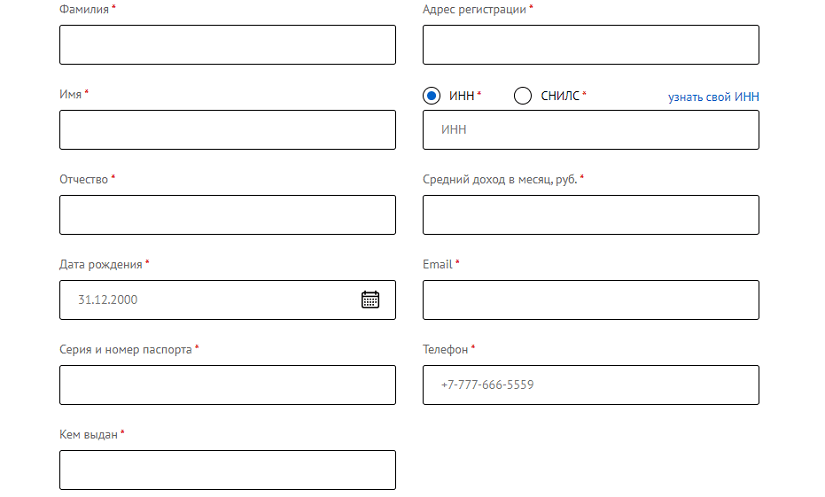 Фамилия *
Имя *
Отчество *
Дата рождения *
31.12.2000
Серия и номер паспорта *
Кем выдан *
Адрес регистрации *
ИНН * СНИЛС * узнать свой ИНН
ИНН
Средний доход в месяц, руб. *
Email *
Телефон *
+7-777-666-5559